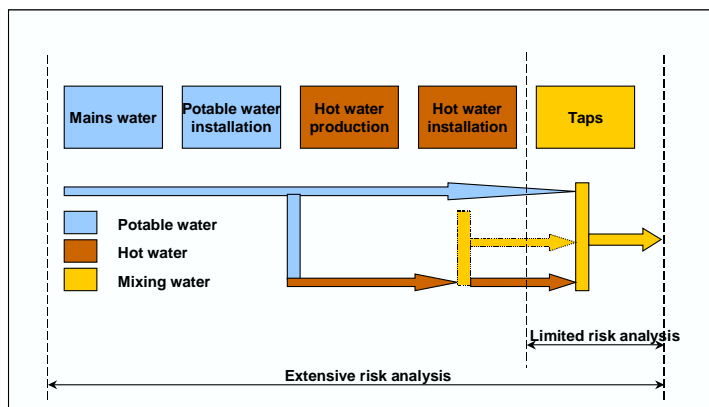 Mains water
Potable water
installation
Hot water
production
Hot water
installation
Taps
Potable water
Hot water
Mixing water
Limited risk analysis
Extensive risk analysis